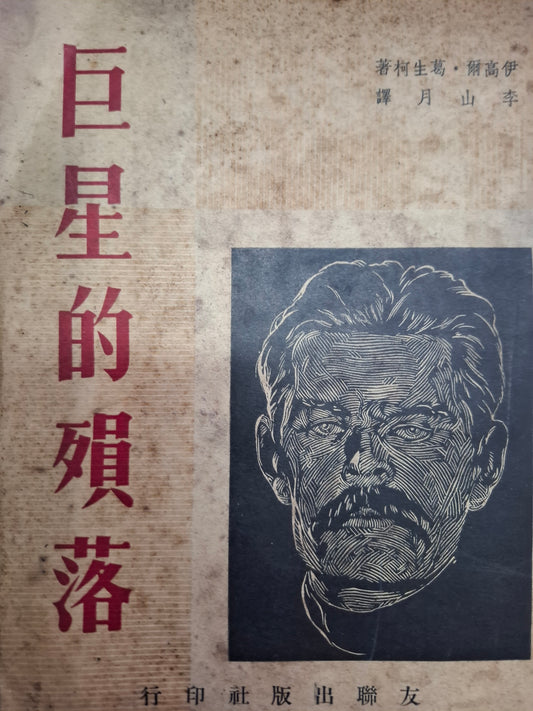 伊高爾·葛生柯著
李山月譯
巨星的殞落
友聯出版社印行